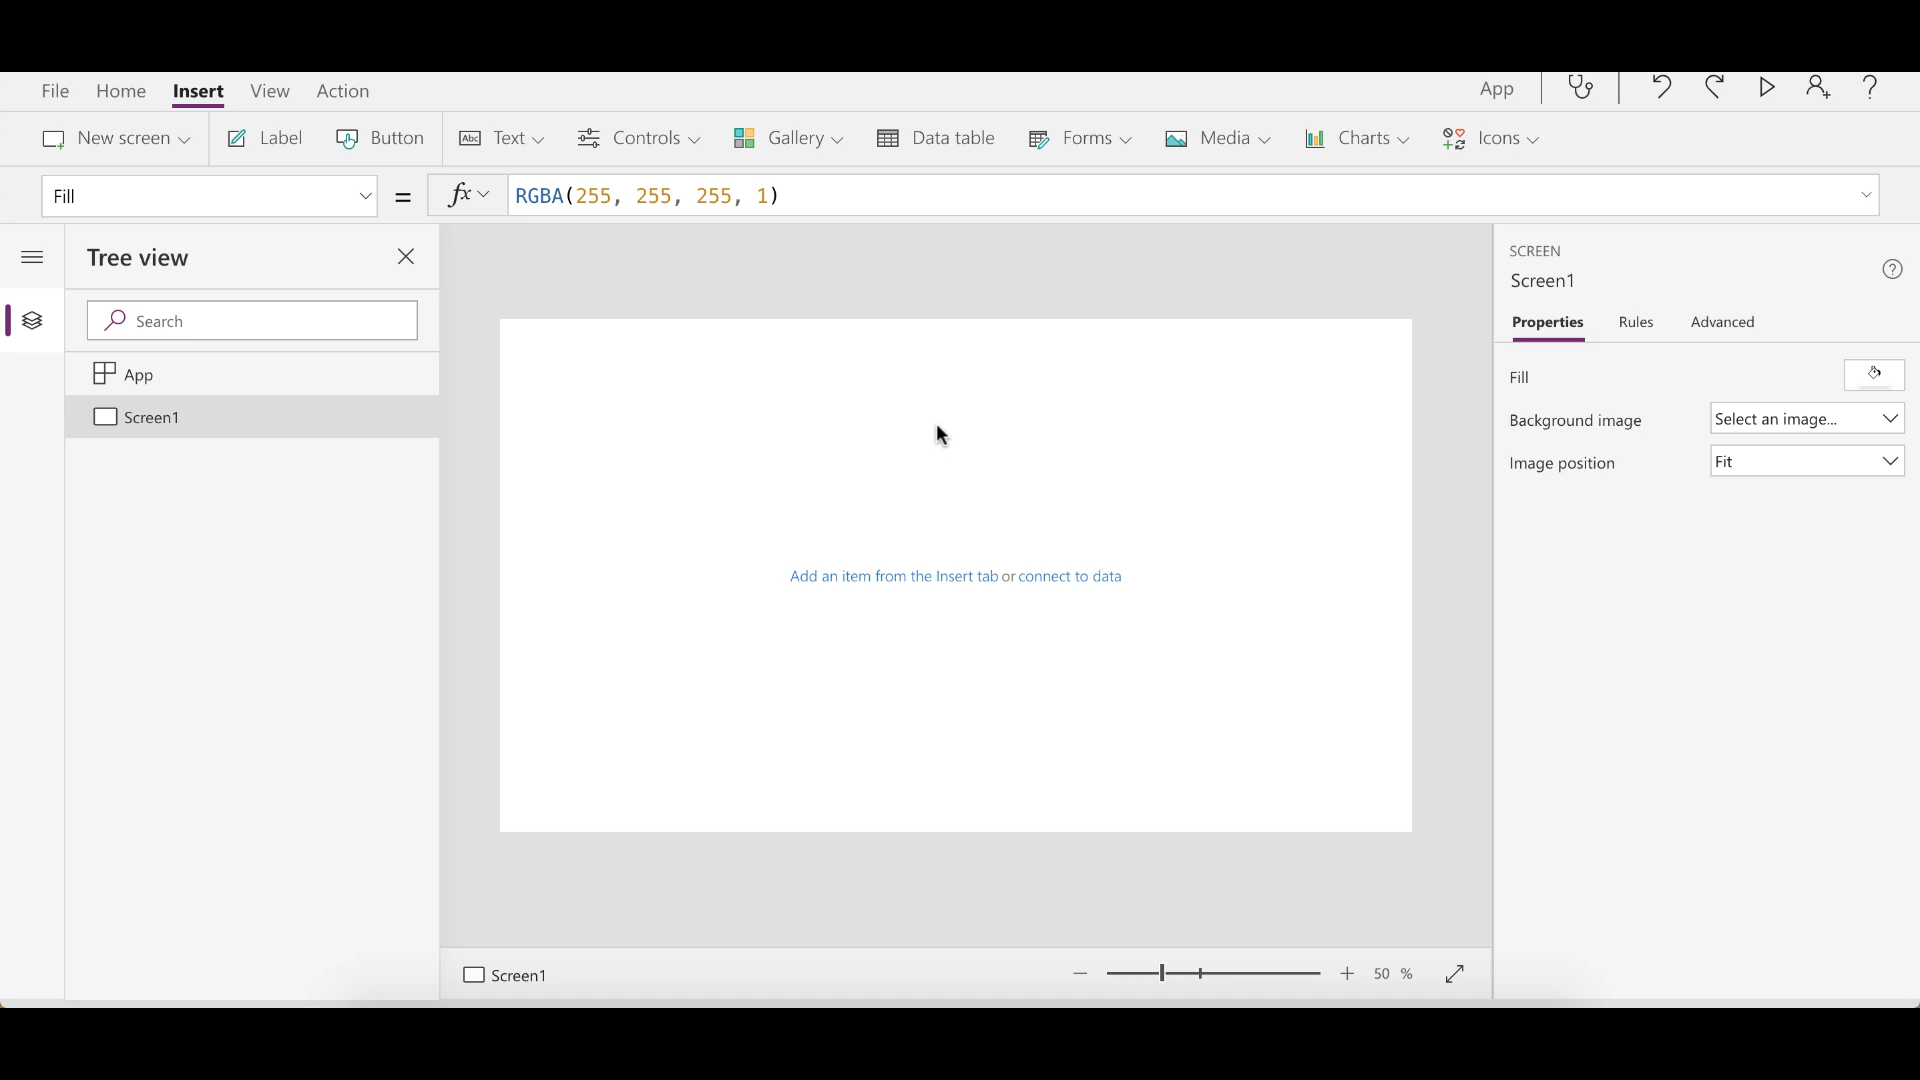 File Home Insert View Action App
New screen Label Button Abc Text Controls Gallery Data table Forms Media Charts Icons
Fill = fx RGBA(255, 255, 255, 1)
Tree view
Search
App
Screen1
Add an item from the Insert tab or connect to data
Screen1 50 %
SCREEN
Screen1
Properties Rules Advanced
Fill
Background image Select an image...
Image position Fit